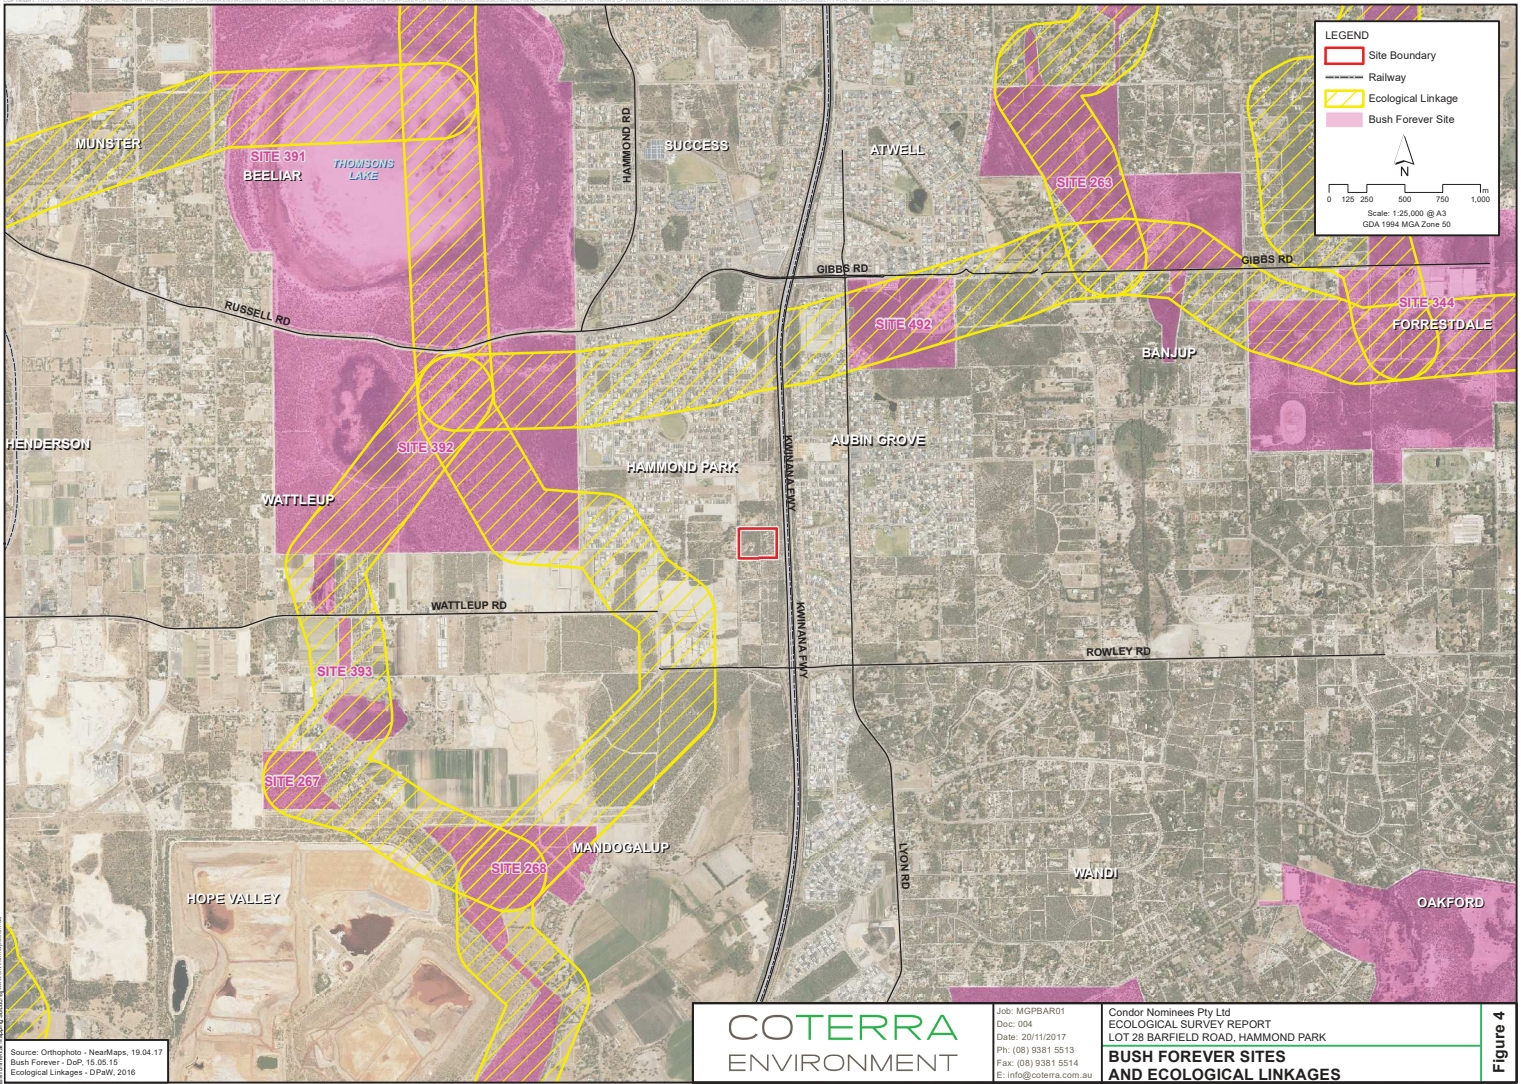 LEGEND
Site Boundary
Railway
Ecological Linkage
Bush Forever Site
N
0 125 250 500 750 1,000
m
Scale: 1:25,000 @ A3
GDA 1994 MGA Zone 50
MUNSTER
SITE 391
BEELIAR
THOMSONS
LAKE
HAMMOND RD
SUCCESS
ATWELL
SITE 263
GIBBS RD
GIBBS RD
RUSSELL RD
SITE 492
SITE 344
FORRESTDALE
BANJUP
HENDERSON
SITE 392
KWINANA FWY
AUBIN GROVE
HAMMOND PARK
WATTLEUP
WATTLEUP RD
KWINANA FWY
ROWLEY RD
SITE 393
SITE 267
MANDOGALUP
SITE 268
LYON RD
WANDI
HOPE VALLEY
OAKFORD
Source: Orthophoto - NearMaps, 19.04.17
Bush Forever - DoP, 15.05.15
Ecological Linkages - DPaW, 2016
COTERRA
ENVIRONMENT
Job: MGPBAR01
Doc: 004
Date: 20/11/2017
Ph: (08) 9381 5513
Fax: (08) 9381 5514
E: info@coterra.com.au
Condor Nominees Pty Ltd
ECOLOGICAL SURVEY REPORT
LOT 28 BARFIELD ROAD, HAMMOND PARK
BUSH FOREVER SITES
AND ECOLOGICAL LINKAGES
Figure 4